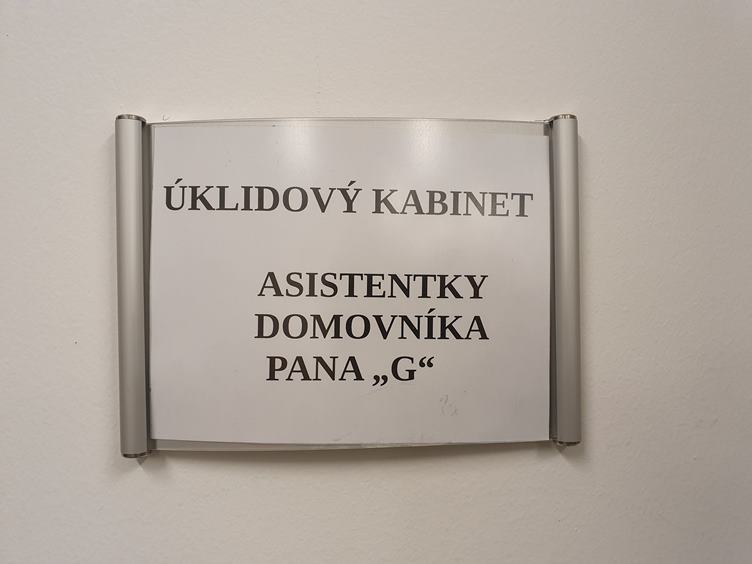 ÚKLIDOVÝ KABINET
ASISTENTKY
DOMOVNÍKA
PANA „G“